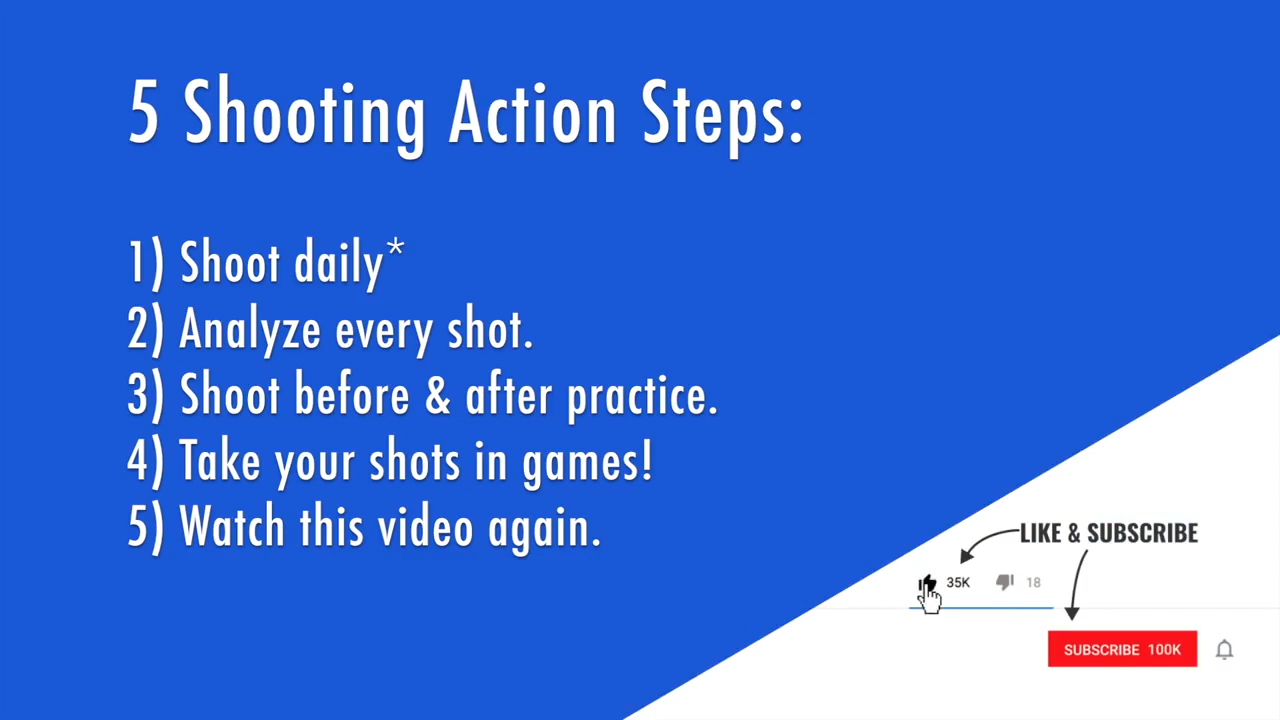 5 Shooting Action Steps:
1) Shoot daily*
2) Analyze every shot.
3) Shoot before & after practice.
4) Take your shots in games!
5) Watch this video again.
LIKE & SUBSCRIBE
35K 18
SUBSCRIBE 100K